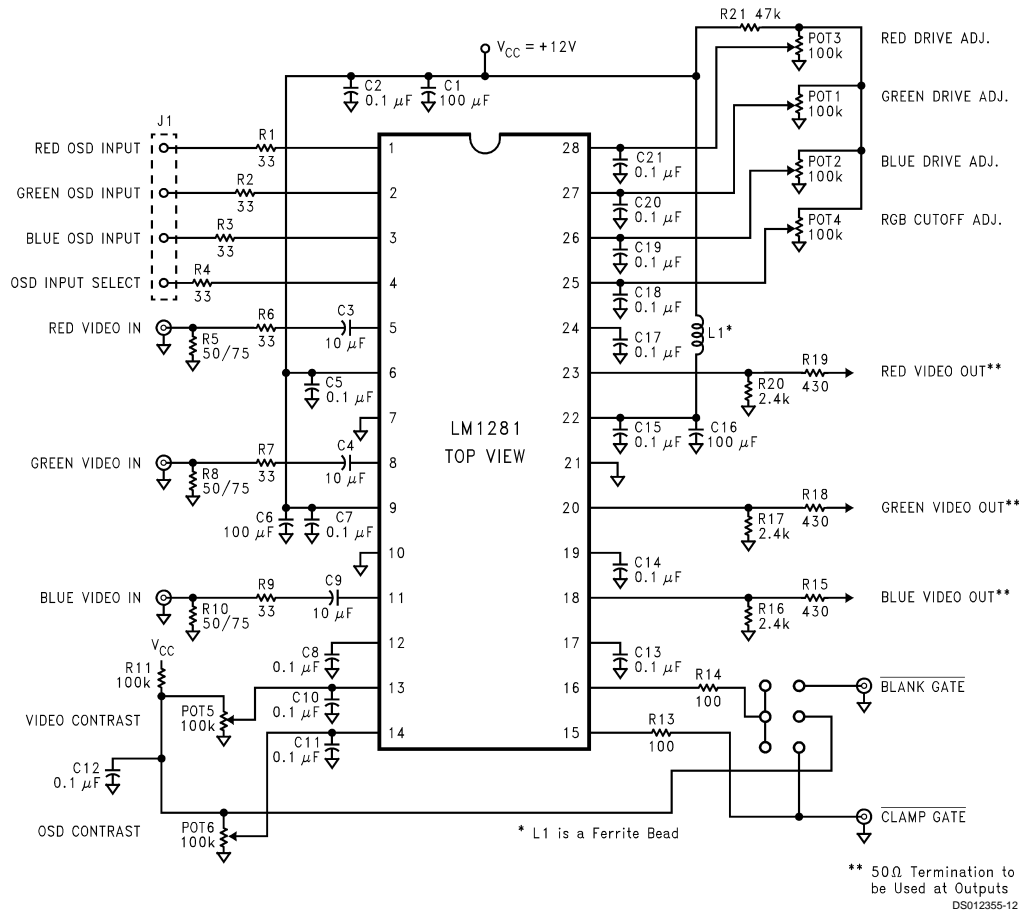 R21 47k
POT3
100k
RED DRIVE ADJ.
VCC = +12V
C2
0.1 μF
C1
100 μF
POT1
100k
GREEN DRIVE ADJ.
J1
RED OSD INPUT
R1
33
1
28
C21
0.1 μF
POT2
100k
BLUE DRIVE ADJ.
GREEN OSD INPUT
R2
33
2
27
C20
0.1 μF
POT4
100k
RGB CUTOFF ADJ.
BLUE OSD INPUT
R3
33
3
26
C19
0.1 μF
OSD INPUT SELECT
R4
33
4
25
C18
0.1 μF
RED VIDEO IN
R5
50/75
R6
33
C3
10 μF
5
24
C17
0.1 μF
L1*
C5
0.1 μF
6
23
R20
2.4k
R19
430
RED VIDEO OUT**
7
LM1281
TOP VIEW
22
C15
0.1 μF
C16
100 μF
GREEN VIDEO IN
R8
50/75
R7
33
C4
10 μF
8
21
C6
100 μF
C7
0.1 μF
9
20
R17
2.4k
R18
430
GREEN VIDEO OUT**
10
19
C14
0.1 μF
BLUE VIDEO IN
R10
50/75
R9
33
C9
10 μF
11
18
R16
2.4k
R15
430
BLUE VIDEO OUT**
VCC
R11
100k
C8
0.1 μF
12
17
C13
0.1 μF
VIDEO CONTRAST
POT5
100k
C10
0.1 μF
13
16
R14
100
BLANK GATE
C11
0.1 μF
14
15
R13
100
C12
0.1 μF
OSD CONTRAST
POT6
100k
* L1 is a Ferrite Bead
CLAMP GATE
** 50Ω Termination to
be Used at Outputs
DS012355-12